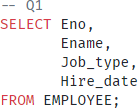 -- Q1
SELECT Eno,
Ename,
Job_type,
Hire_date
FROM EMPLOYEE;